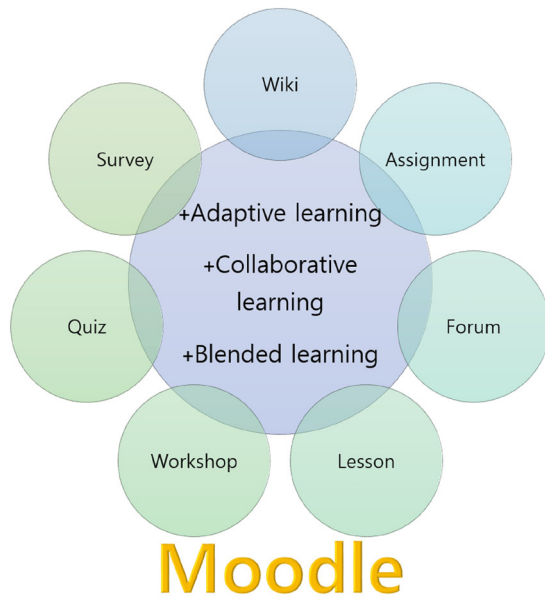 Wiki
Survey
Assignment
+Adaptive learning
+Collaborative
learning
+Blended learning
Quiz
Forum
Workshop
Lesson
Moodle